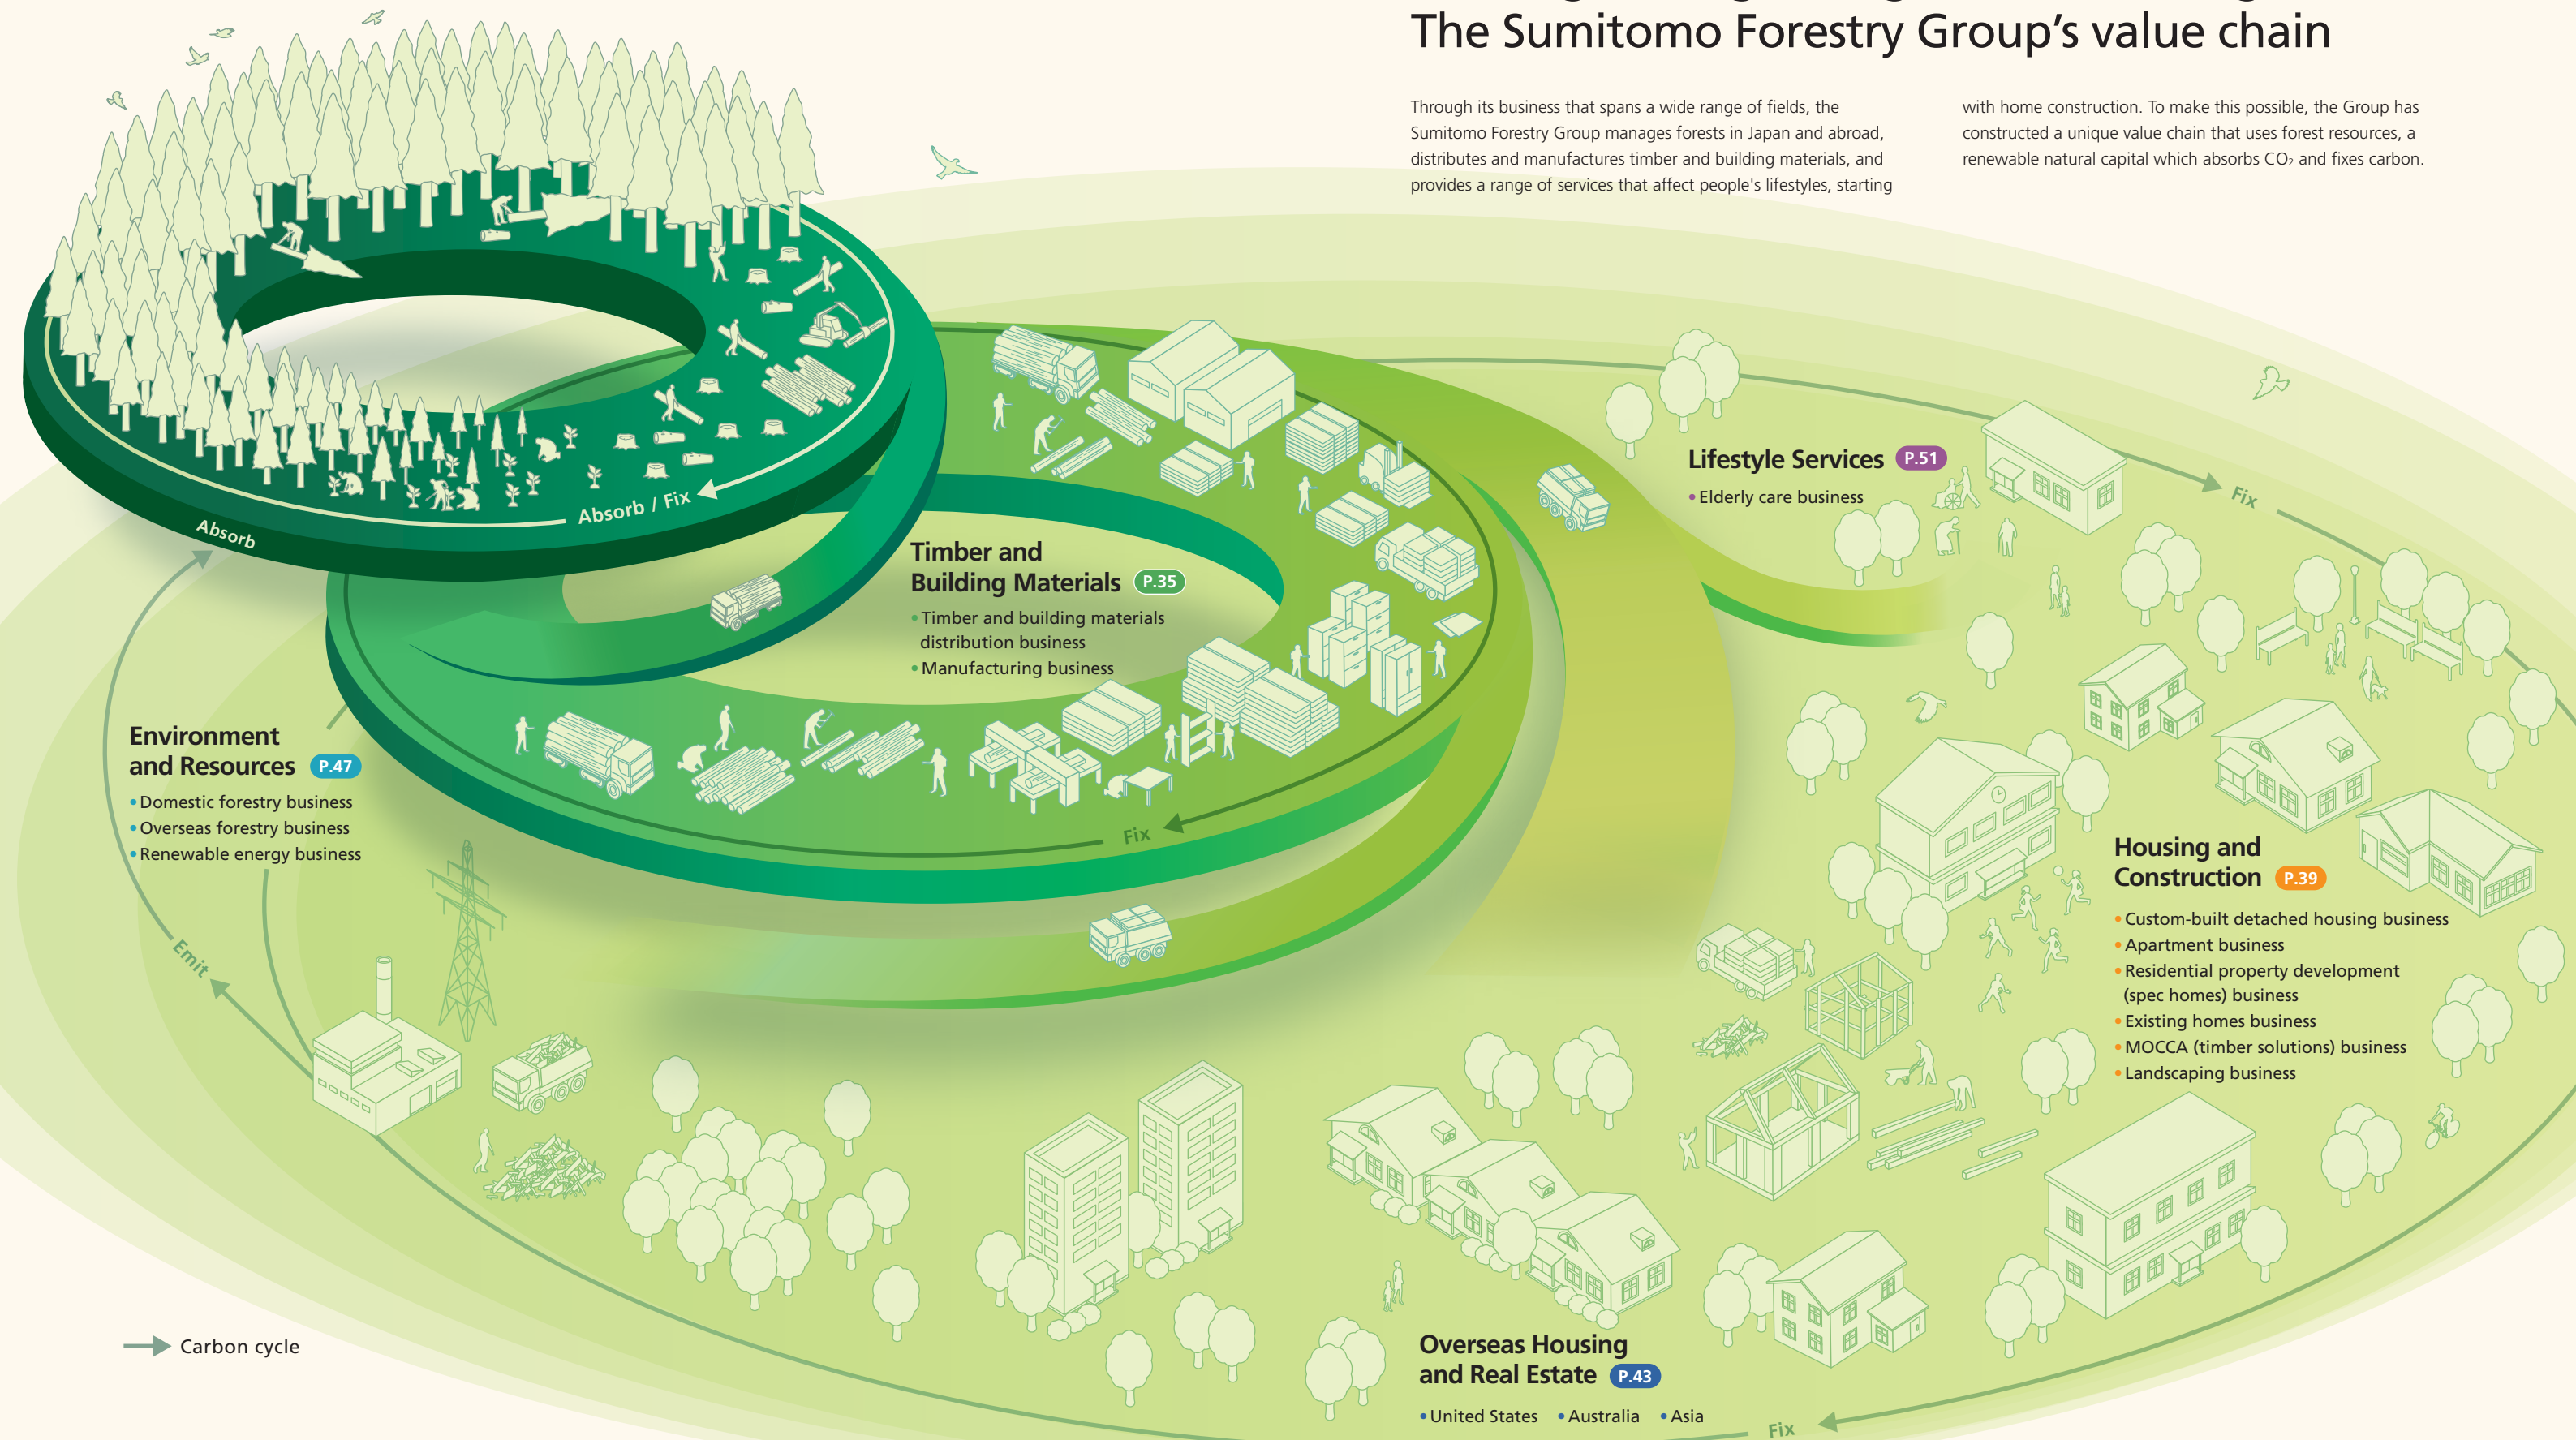 The Sumitomo Forestry Group’s value chain
Through its business that spans a wide range of fields, the
Sumitomo Forestry Group manages forests in Japan and abroad,
distributes and manufactures timber and building materials, and
provides a range of services that affect people's lifestyles, starting
with home construction. To make this possible, the Group has
constructed a unique value chain that uses forest resources, a
renewable natural capital which absorbs CO₂ and fixes carbon.
Absorb / Fix
Absorb
Lifestyle Services P.51
• Elderly care business
Fix
Timber and
Building Materials P.35
• Timber and building materials
distribution business
• Manufacturing business
Fix
Environment
and Resources P.47
• Domestic forestry business
• Overseas forestry business
• Renewable energy business
Emit
Housing and
Construction P.39
• Custom-built detached housing business
• Apartment business
• Residential property development
(spec homes) business
• Existing homes business
• MOCCA (timber solutions) business
• Landscaping business
Carbon cycle
Overseas Housing
and Real Estate P.43
• United States • Australia • Asia
Fix